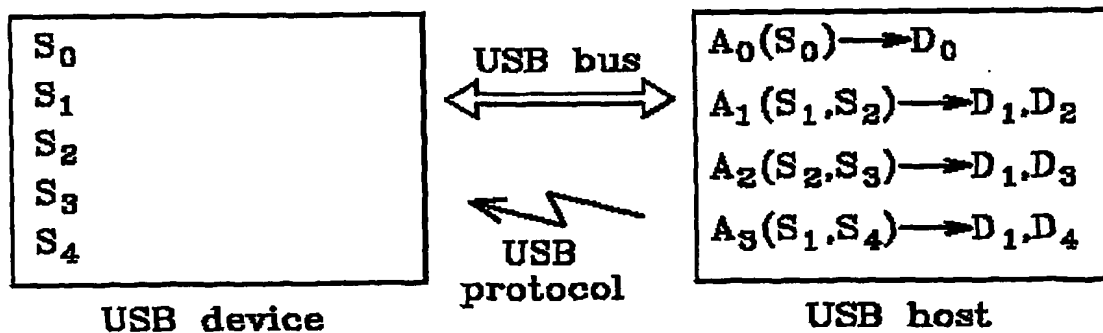 S₀
S₁
S₂
S₃
S₄
USB device
USB bus
USB
protocol
A₀(S₀)→D₀
A₁(S₁,S₂)→D₁,D₂
A₂(S₂,S₃)→D₁,D₃
A₃(S₁,S₄)→D₁,D₄
USB host